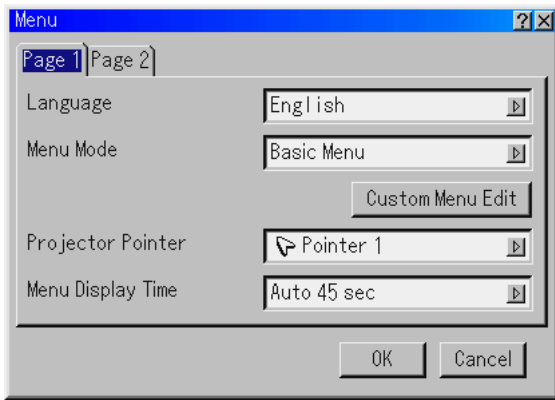 Menu
Page 1 Page 2
Language English
Menu Mode Basic Menu
Custom Menu Edit
Projector Pointer Pointer 1
Menu Display Time Auto 45 sec
OK Cancel